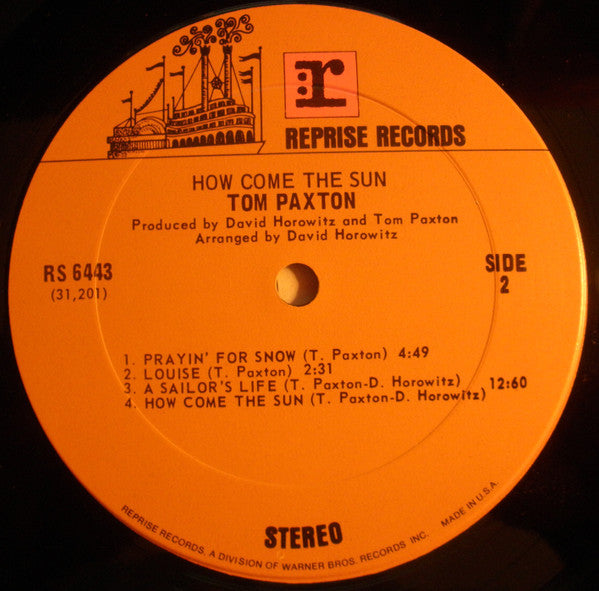 :r
REPRISE RECORDS
HOW COME THE SUN
TOM PAXTON
Produced by David Horowitz and Tom Paxton
Arranged by David Horowitz
RS 6443
(31,201)
SIDE
2
1. PRAYIN' FOR SNOW (T. Paxton) 4:49
2. LOUISE (T. Paxton) 2:31
3. A SAILOR'S LIFE (T. Paxton-D. Horowitz) 12:60
4. HOW COME THE SUN (T. Paxton-D. Horowitz)
STEREO
REPRISE RECORDS, A DIVISION OF WARNER BROS. RECORDS INC. MADE IN U.S.A.